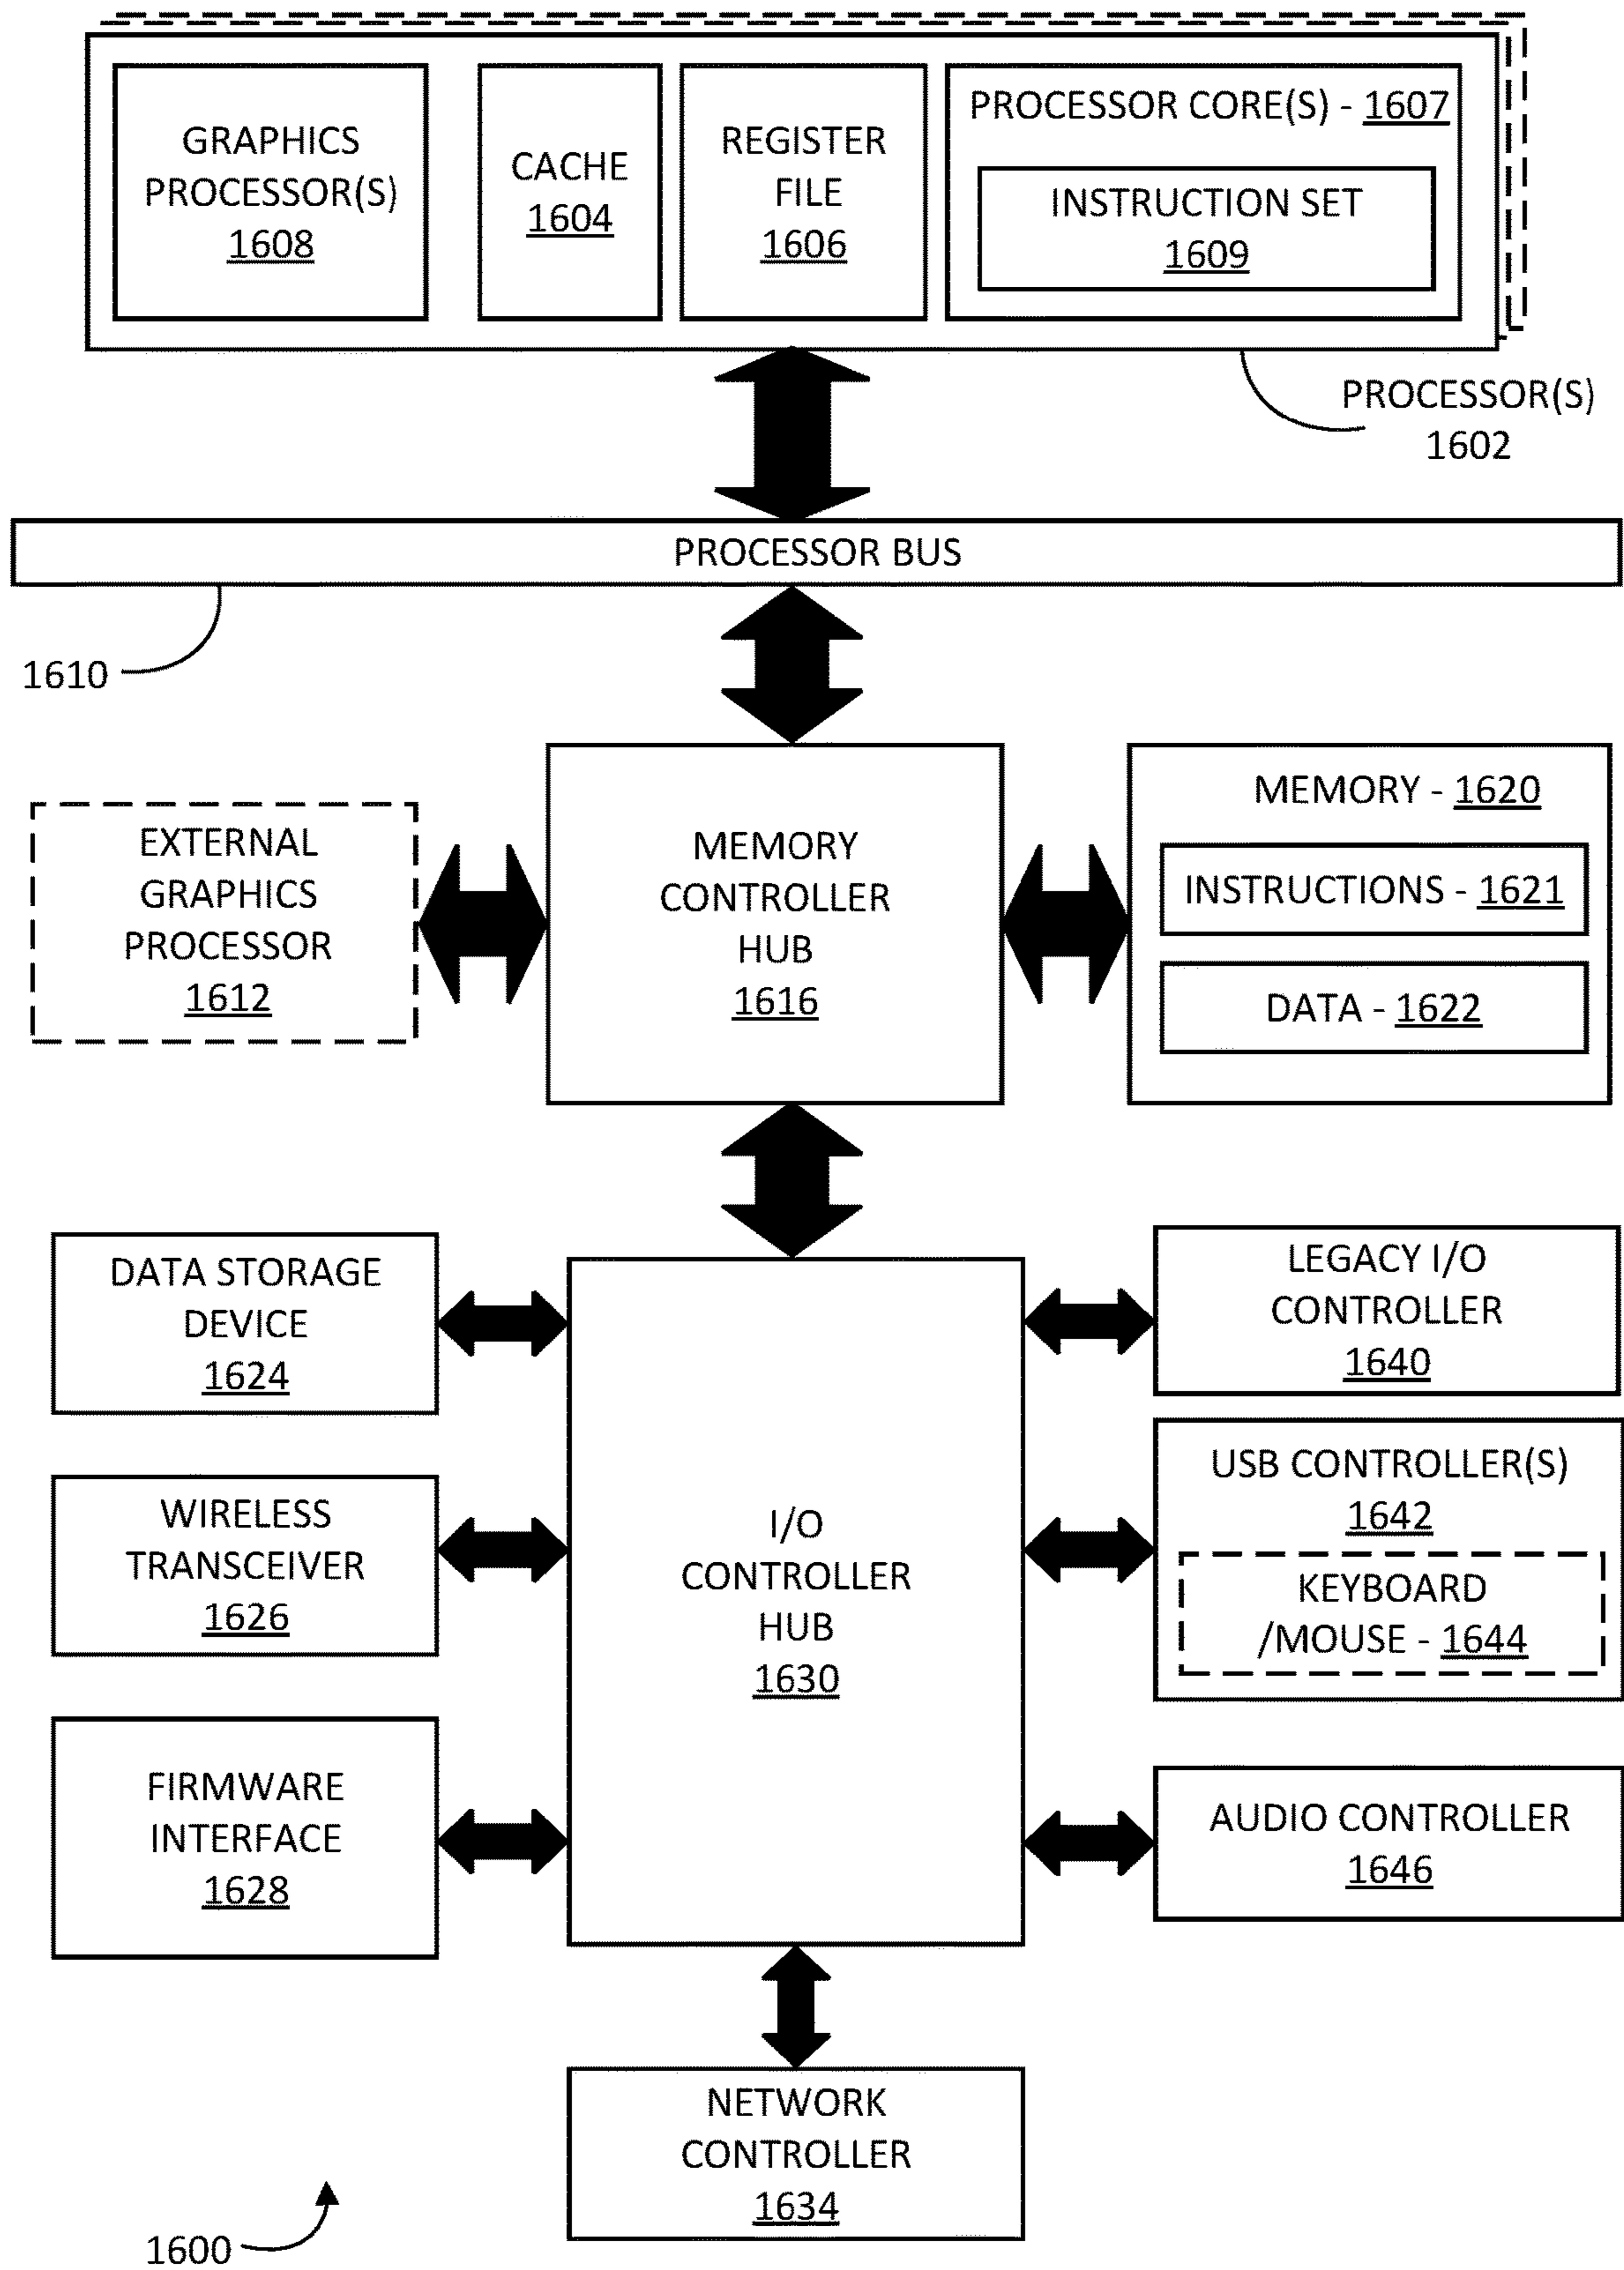 GRAPHICS
PROCESSOR(S)
1608
CACHE
1604
REGISTER
FILE
1606
PROCESSOR CORE(S) - 1607
INSTRUCTION SET
1609
PROCESSOR(S)
1602
PROCESSOR BUS
1610
EXTERNAL
GRAPHICS
PROCESSOR
1612
MEMORY
CONTROLLER
HUB
1616
MEMORY - 1620
INSTRUCTIONS - 1621
DATA - 1622
DATA STORAGE
DEVICE
1624
WIRELESS
TRANSCEIVER
1626
FIRMWARE
INTERFACE
1628
I/O
CONTROLLER
HUB
1630
LEGACY I/O
CONTROLLER
1640
USB CONTROLLER(S)
1642
KEYBOARD
/MOUSE - 1644
AUDIO CONTROLLER
1646
NETWORK
CONTROLLER
1634
1600